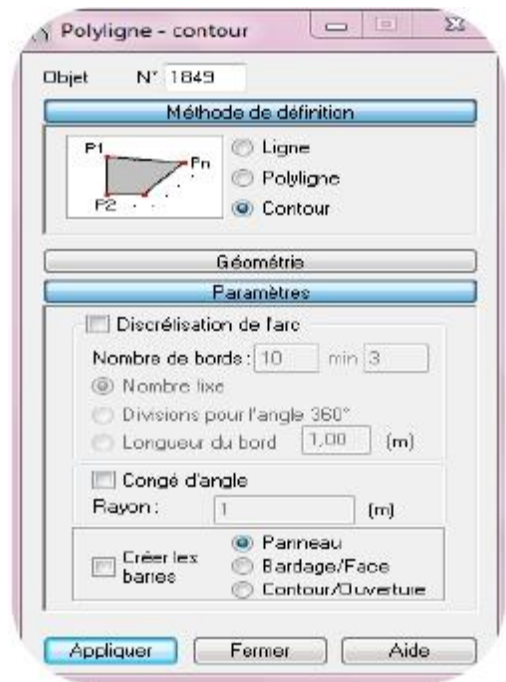 Polyligne - contour
Objet N° 1849
Méthode de définition
P1
Pn
P2
Ligne
Polyligne
Contour
Géométrie
Paramètres
Discrétisation de l'arc
Nombre de bords : 10 min 3
Nombre fixe
Divisions pour l'angle 360°
Longueur du bord 1,00 (m)
Congé d'angle
Rayon : 1 (m)
Panneau
Créer les
barres
Bardage/Face
Contour/Ouverture
Appliquer Fermer Aide